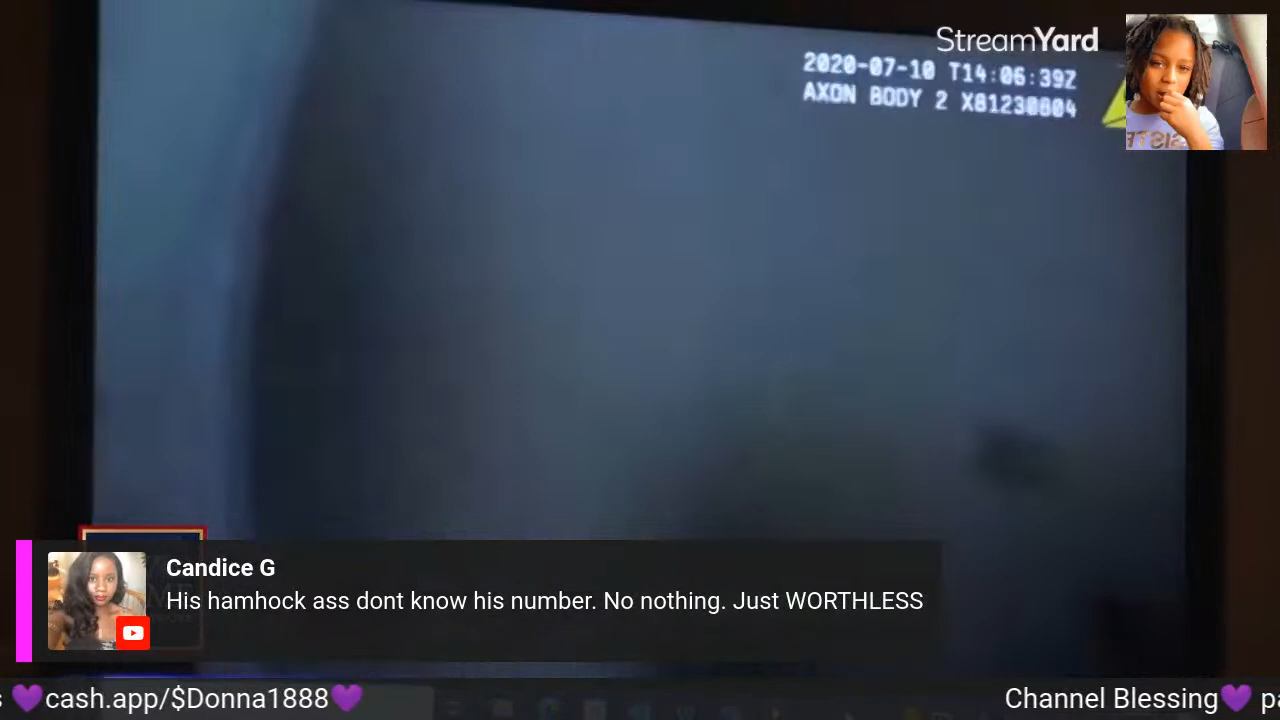 StreamYard
2020-07-10 T14:06:39Z
AXON BODY 2 X81230804
Candice G
His hamhock ass dont know his number. No nothing. Just WORTHLESS
💜cash.app/$Donna1888💜
Channel Blessing💜